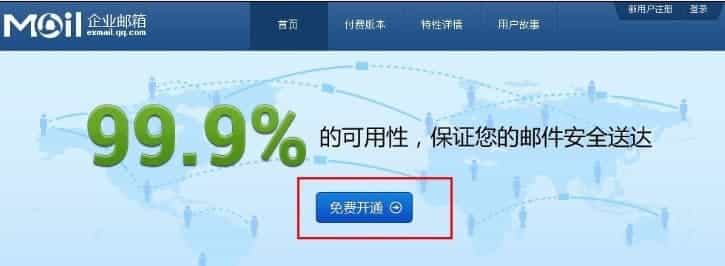 新用户注册 登录
Mail 企业邮箱
exmail.qq.com
首页 付费版本 特性详情 用户故事
99.9% 的可用性，保证您的邮件安全送达
免费开通